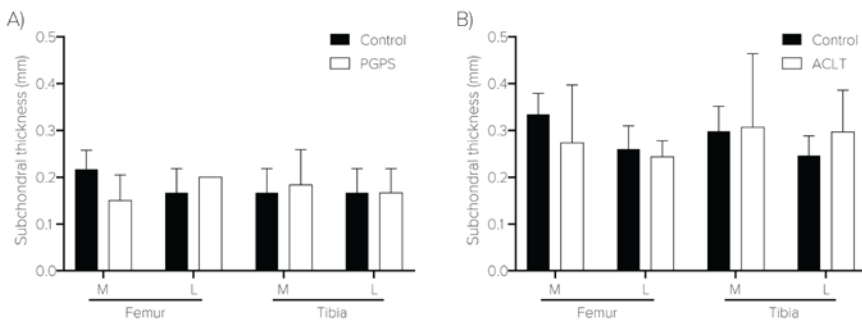 A)
Subchondral thickness (mm)
0.5
0.4
0.3
0.2
0.1
0.0
Control
PGPS
M
L
M
L
Femur
Tibia
B)
Subchondral thickness (mm)
0.5
0.4
0.3
0.2
0.1
0.0
Control
ACLT
M
L
M
L
Femur
Tibia